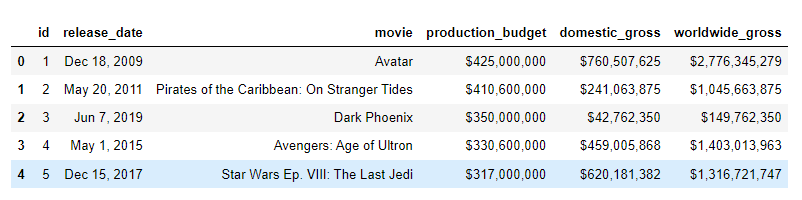 id release_date movie production_budget domestic_gross worldwide_gross
0 1 Dec 18, 2009 Avatar $425,000,000 $760,507,625 $2,776,345,279
1 2 May 20, 2011 Pirates of the Caribbean: On Stranger Tides $410,600,000 $241,063,875 $1,045,663,875
2 3 Jun 7, 2019 Dark Phoenix $350,000,000 $42,762,350 $149,762,350
3 4 May 1, 2015 Avengers: Age of Ultron $330,600,000 $459,005,868 $1,403,013,963
4 5 Dec 15, 2017 Star Wars Ep. VIII: The Last Jedi $317,000,000 $620,181,382 $1,316,721,747